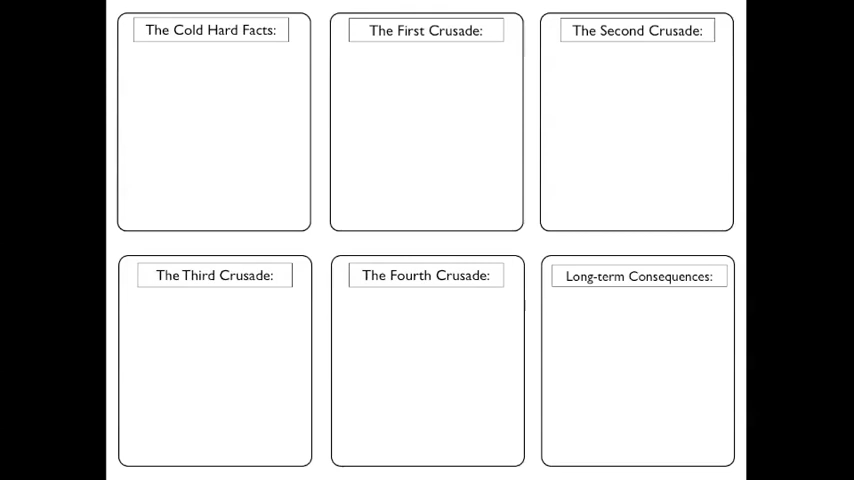 The Cold Hard Facts:
The First Crusade:
The Second Crusade:
The Third Crusade:
The Fourth Crusade:
Long-term Consequences: